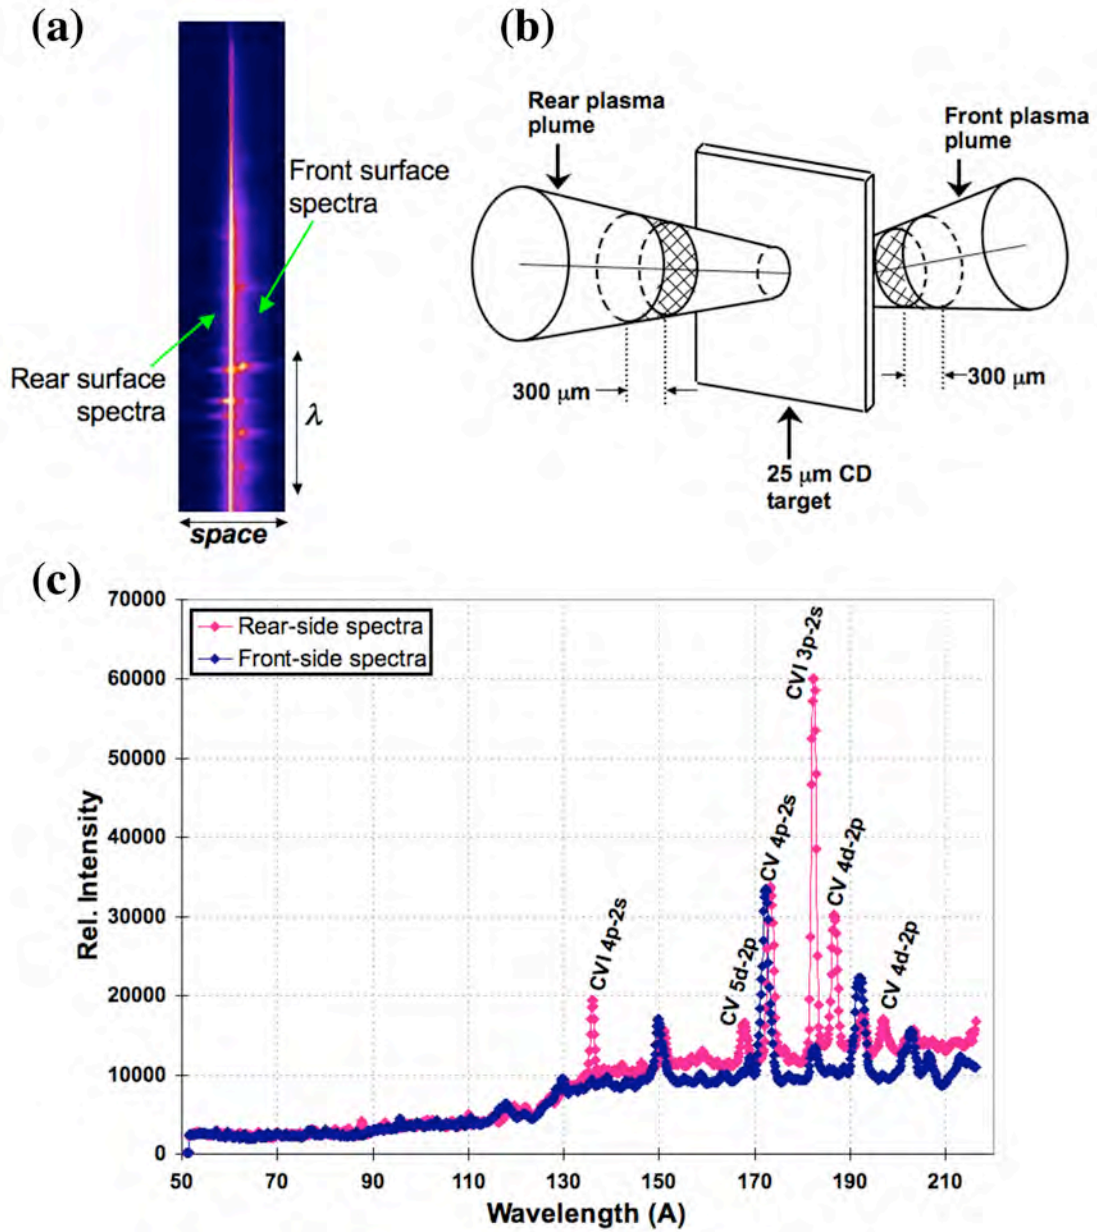 (a)
Front surface
spectra
Rear surface
spectra
λ
space
(b)
Rear plasma
plume
Front plasma
plume
300 μm
300 μm
25 μm CD
target
(c)
70000
60000
50000
40000
30000
20000
10000
0
Rel. Intensity
Rear-side spectra
Front-side spectra
CVI 4p-2s
CV 5d-2p
CV 4p-2s
CVI 3p-2s
CV 4d-2p
CV 4d-2p
50 70 90 110 130 150 170 190 210
Wavelength (A)